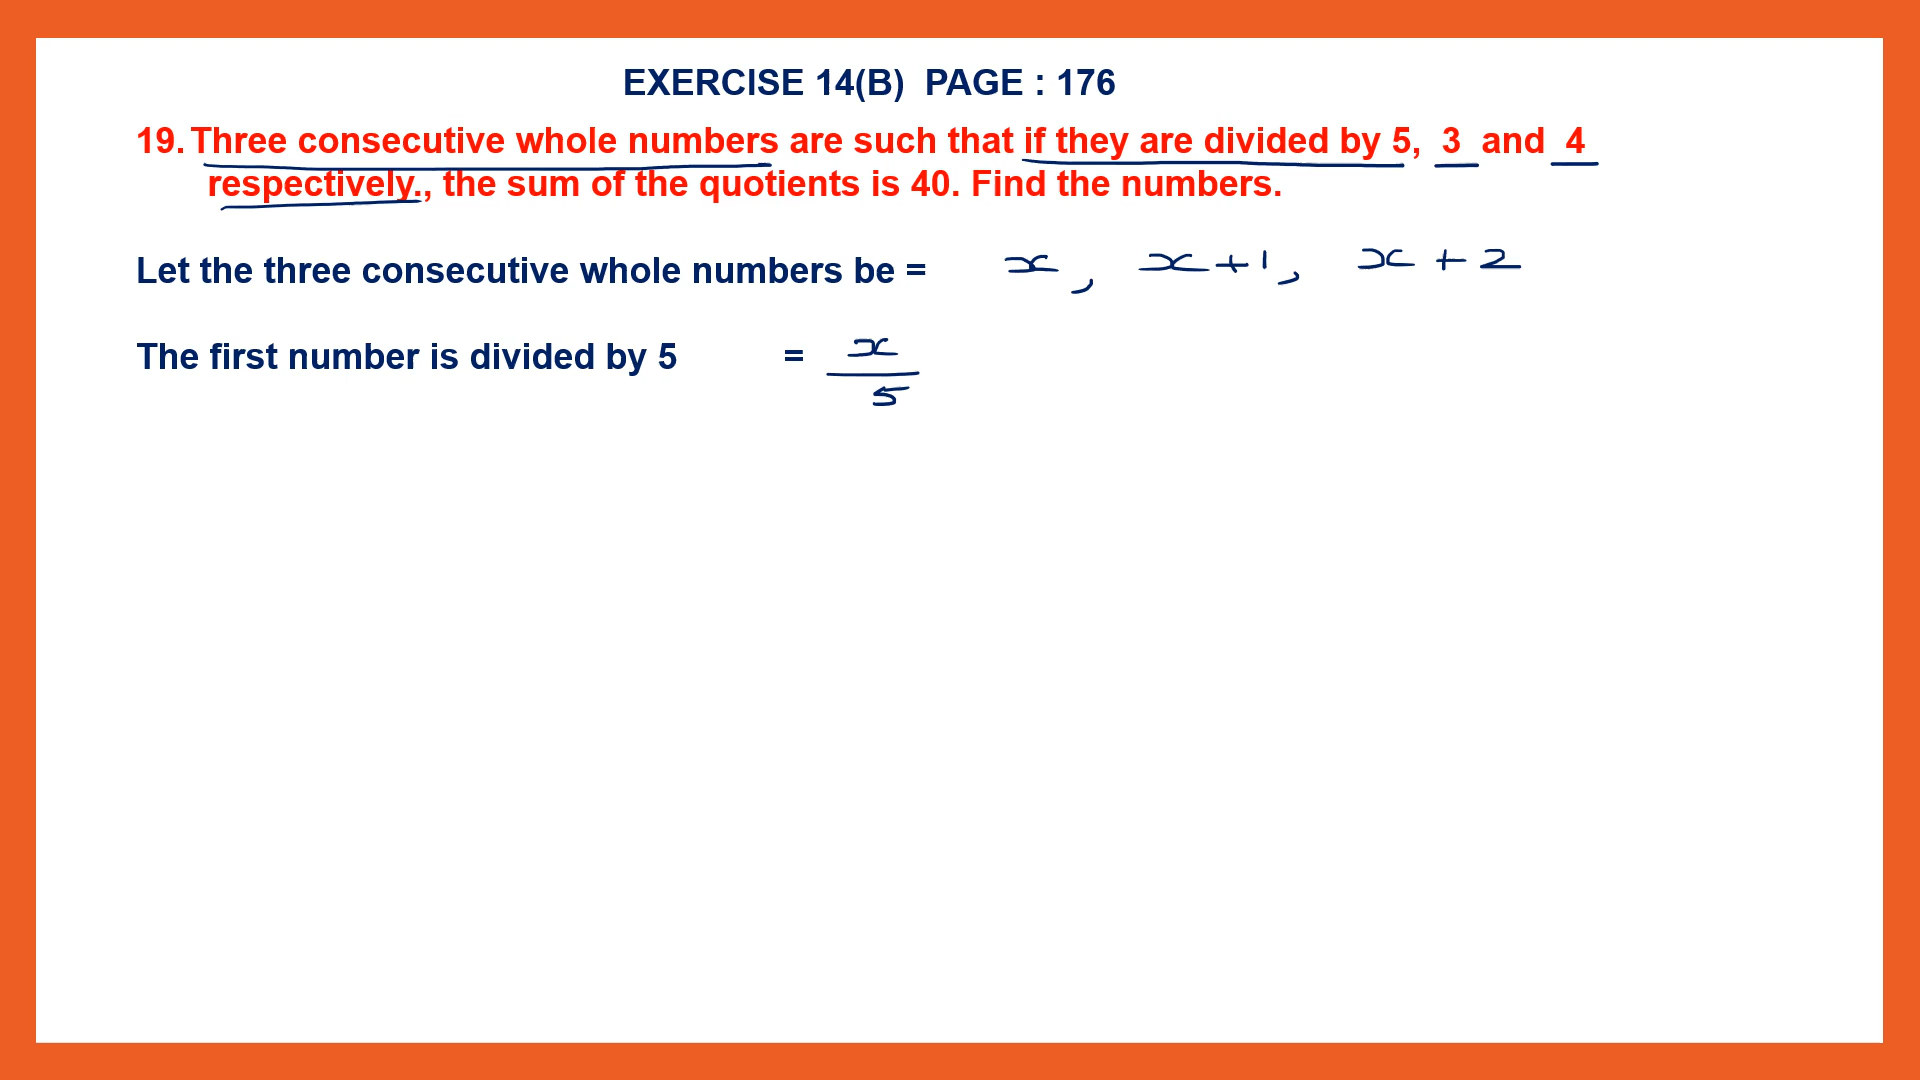 EXERCISE 14(B) PAGE : 176
19. Three consecutive whole numbers are such that if they are divided by 5, 3 and 4
respectively., the sum of the quotients is 40. Find the numbers.
Let the three consecutive whole numbers be = x, x+1, x+2
The first number is divided by 5 = x/5